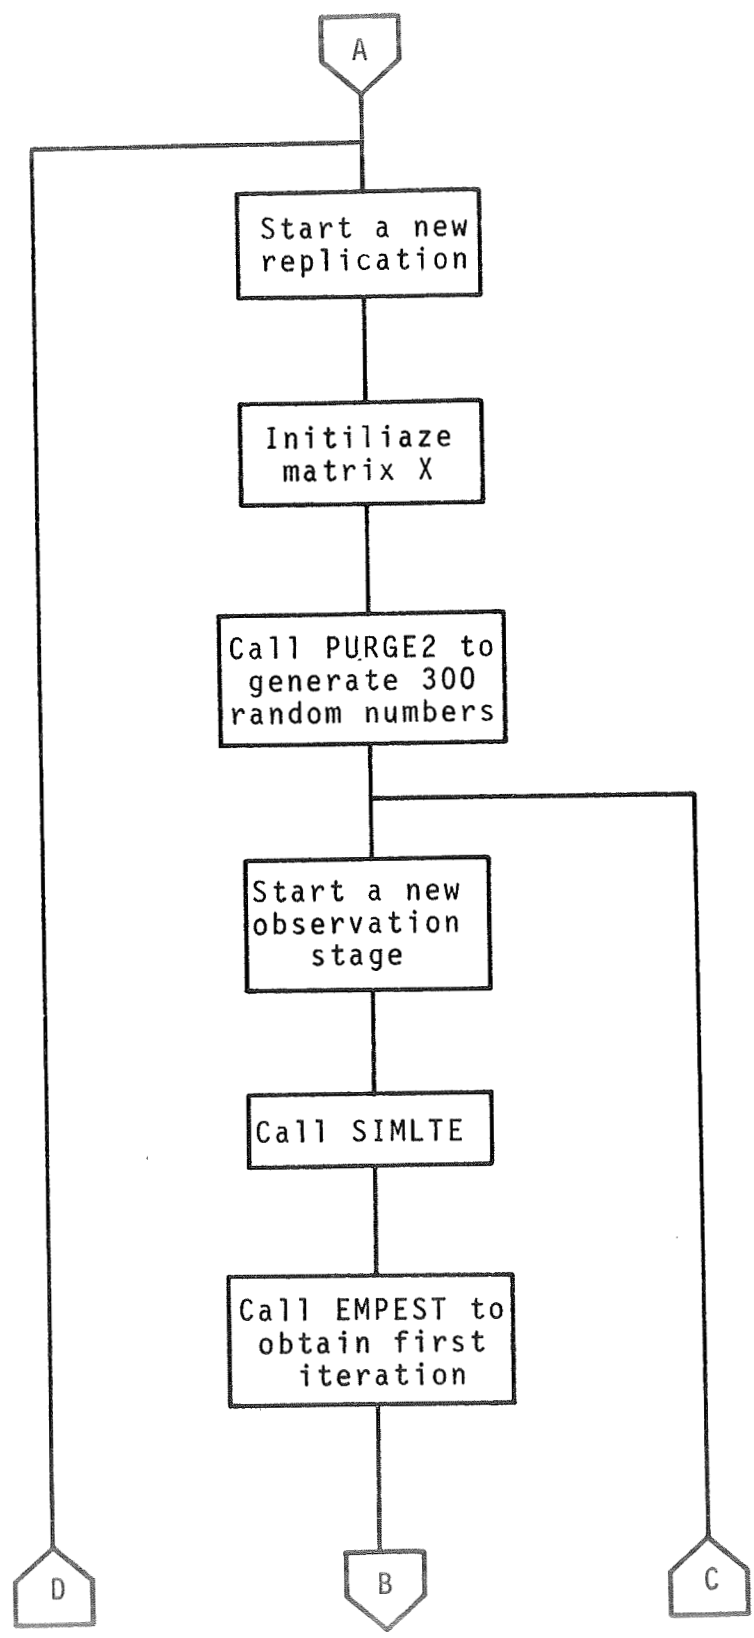 A
Start a new
replication
Initiliaze
matrix X
Call PURGE2 to
generate 300
random numbers
Start a new
observation
stage
Call SIMLTE
Call EMPEST to
obtain first
iteration
D
B
C